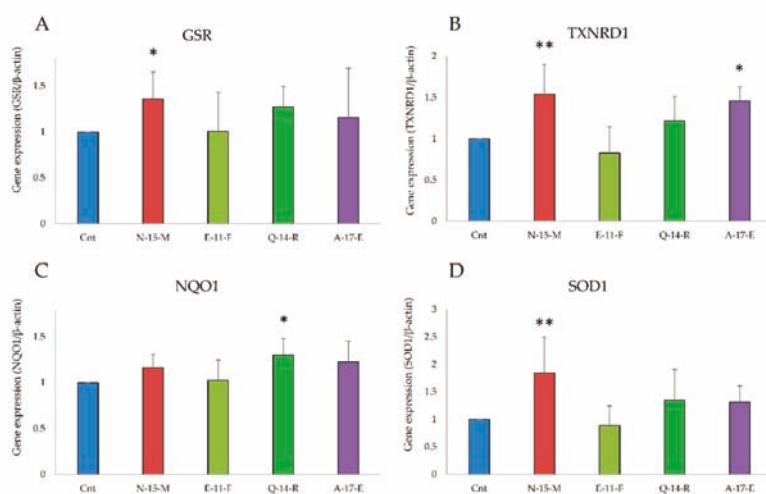 A
GSR
Gene expression (GSR/β-actin)
*
1.5
1
0.5
0
Cnt N-15-M E-11-F Q-14-R A-17-E
B
TXNRD1
Gene expression (TXNRD1/β-actin)
** *
2
1.5
1
0.5
0
Cnt N-15-M E-11-F Q-14-R A-17-E
C
NQO1
Gene expression (NQO1/β-actin)
*
1.5
1
0.5
0
Cnt N-15-M E-11-F Q-14-R A-17-E
D
SOD1
Gene expression (SOD1/β-actin)
**
3
2.5
2
1.5
1
0.5
0
Cnt N-15-M E-11-F Q-14-R A-17-E